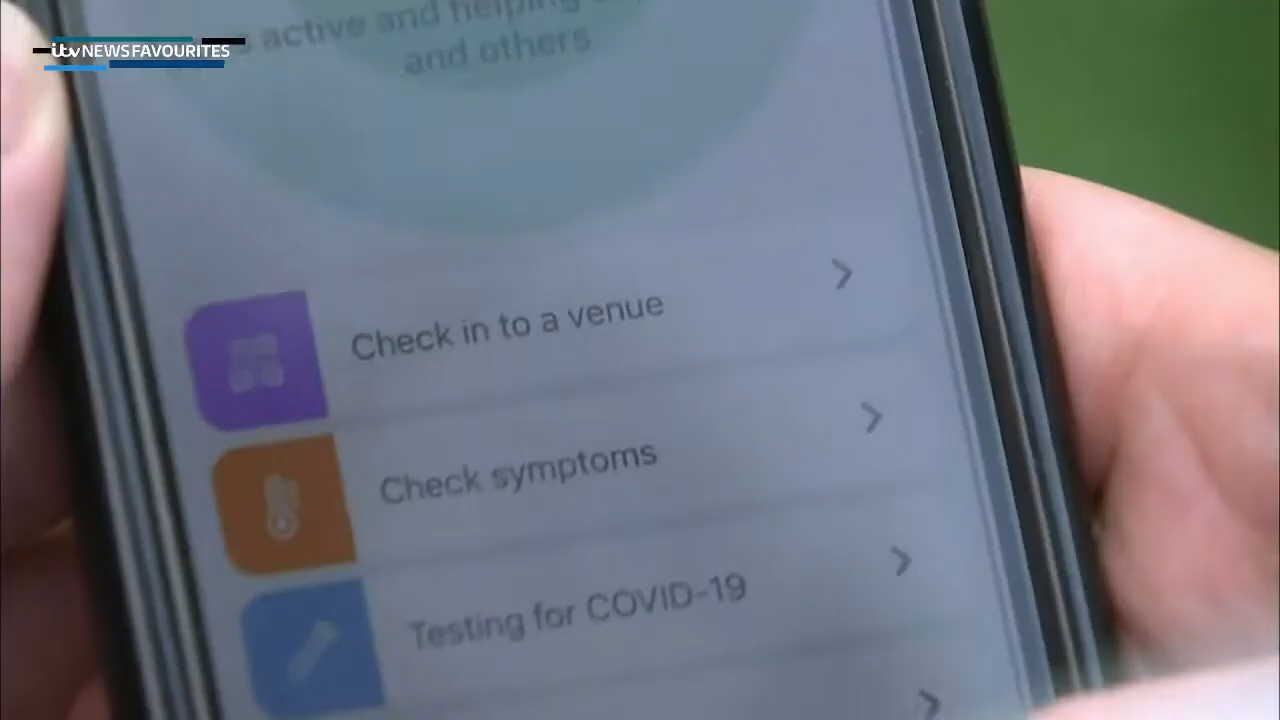 itv NEWS FAVOURITES
active and helping
and others
Check in to a venue
Check symptoms
Testing for COVID-19